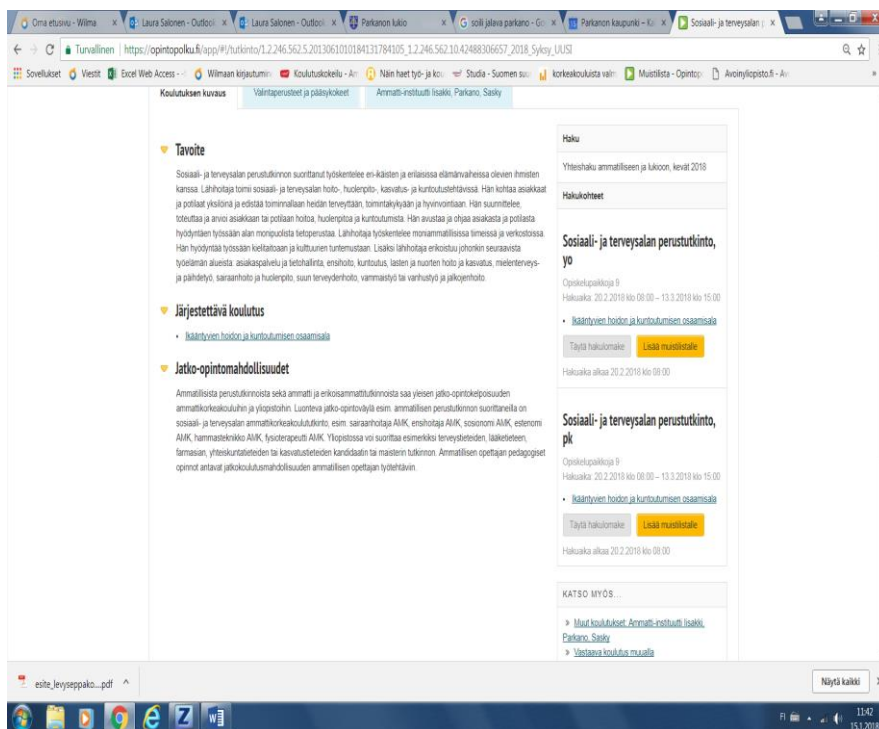 Oma etusivu - Wilma
Laura Salonen - Outlook
Laura Salonen - Outlook
Parkanon lukio
soili jalava parkano - Go
Parkanon kaupunki – Ka
Sosiaali- ja terveysalan p
Turvallinen | https://opintopolku.fi/app/#!/tutkinto/1.2.246.562.5.2013061010184131784105_1.2.246.562.10.42488308657_2018_Syksy_UUSI
Sovellukset
Viestit
Excel Web Access -
Wilmaan kirjautumin
Koulutuskokeilu - Am
Näin haet työ- ja kou
Studia - Suomen suu
korkeakouluista valm
Muistilista - Opintop
Avoinyliopisto.fi - Av
»
Koulutuksen kuvaus
Valintaperusteet ja pääsykokeet
Ammatti-instituutti Iisakki, Parkano, Sasky
Tavoite
Sosiaali- ja terveysalan perustutkinnon suorittanut työskentelee eri-ikäisten ja erilaisissa elämänvaiheissa olevien ihmisten
kanssa. Lähihoitaja toimii sosiaali- ja terveysalan hoito-, huolenpito-, kasvatus- ja kuntoutustehtävissä. Hän kohtaa asiakkaat
ja potilaat yksilöinä ja edistää toiminnallaan heidän terveyttään, toimintakykyään ja hyvinvointiaan. Hän suunnittelee,
toteuttaa ja arvioi asiakkaan tai potilaan hoitoa, huolenpitoa ja kuntoutumista. Hän avustaa ja ohjaa asiakasta ja potilasta
hyödyntäen työssään alan monipuolista tietoperustaa. Lähihoitaja työskentelee moniammatillisissa tiimeissä ja verkostoissa.
Hän hyödyntää työssään kielitaitoaan ja kulttuurien tuntemustaan. Lisäksi lähihoitaja erikoistuu johonkin seuraavista
työelämän alueista: asiakaspalvelu ja tietohallinta, ensihoito, kuntoutus, lasten ja nuorten hoito ja kasvatus, mielenterveys-
ja päihdetyö, sairaanhoito ja huolenpito, suun terveydenhoito, vammaistyö tai vanhustyö ja jalkojenhoito.
Järjestettävä koulutus
• Ikääntyvien hoidon ja kuntoutumisen osaamisala
Jatko-opintomahdollisuudet
Ammatillisista perustutkinnoista sekä ammatti ja erikoisammattitutkinnoista saa yleisen jatko-opintokelpoisuuden
ammattikorkeakouluihin ja yliopistoihin. Luonteva jatko-opintoväylä esim. ammatillisen perustutkinnon suorittaneilla on
sosiaali- ja terveysalan ammattikorkeakoulututkinto, esim. sairaanhoitaja AMK, ensihoitaja AMK, sosionomi AMK, estenomi
AMK, hammasteknikko AMK, fysioterapeutti AMK. Yliopistossa voi suorittaa esimerkiksi terveystieteiden, lääketieteen,
farmasian, yhteiskuntatieteiden tai kasvatustieteiden kandidaatin tai maisterin tutkinnon. Ammatillisen opettajan pedagogiset
opinnot antavat jatkokoulutusmahdollisuuden ammatillisen opettajan työtehtäviin.
Haku
Yhteishaku ammatilliseen ja lukioon, kevät 2018
Hakukohteet
Sosiaali- ja terveysalan perustutkinto,
yo
Opiskelupaikkoja 9
Hakuaika: 20.2.2018 klo 08:00 – 13.3.2018 klo 15:00
• Ikääntyvien hoidon ja kuntoutumisen osaamisala
Täytä hakulomake
Lisää muistilistalle
Hakuaika alkaa 20.2.2018 klo 08:00
Sosiaali- ja terveysalan perustutkinto,
pk
Opiskelupaikkoja 9
Hakuaika: 20.2.2018 klo 08:00 – 13.3.2018 klo 15:00
• Ikääntyvien hoidon ja kuntoutumisen osaamisala
Täytä hakulomake
Lisää muistilistalle
Hakuaika alkaa 20.2.2018 klo 08:00
KATSO MYÖS...
» Muut koulutukset: Ammatti-instituutti Iisakki,
Parkano, Sasky
» Vastaava koulutus muualla
esite_levyseppako....pdf
Näytä kaikki
FI
11:42
15.1.2018